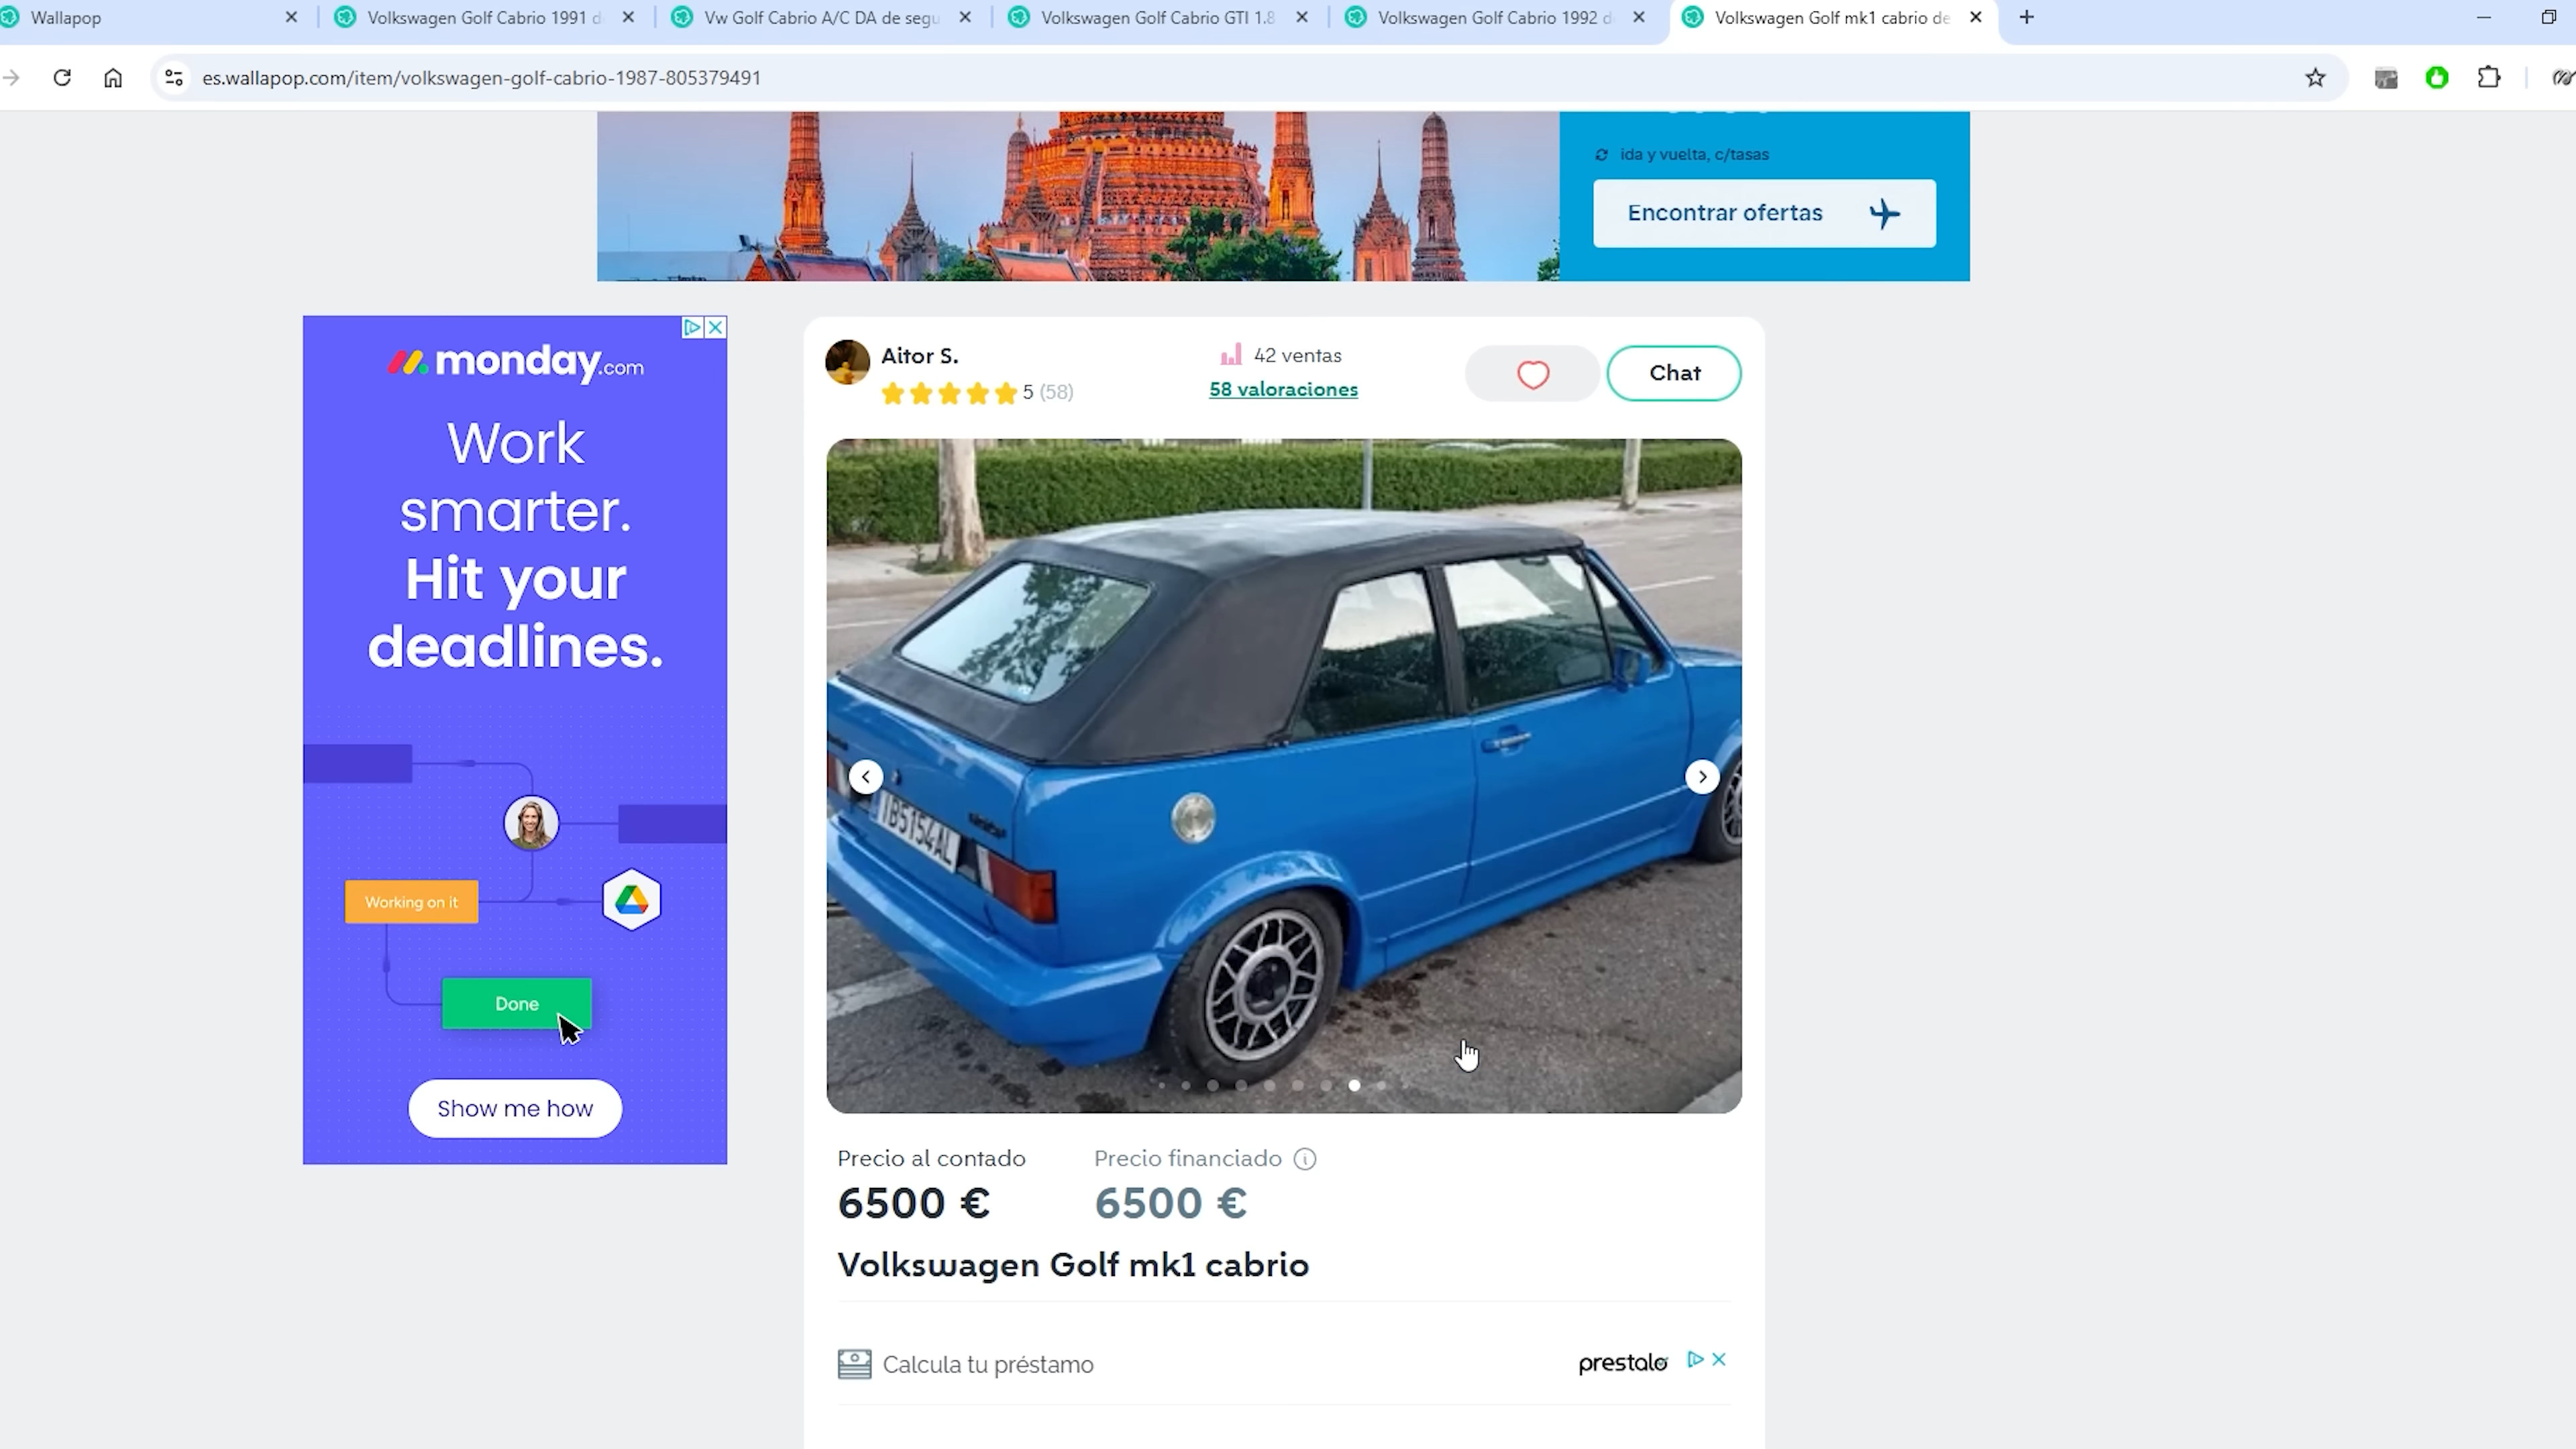 Wallapop
Volkswagen Golf Cabrio 1991 d
Vw Golf Cabrio A/C DA de segu
Volkswagen Golf Cabrio GTI 1.8
Volkswagen Golf Cabrio 1992 d
Volkswagen Golf mk1 cabrio de
es.wallapop.com/item/volkswagen-golf-cabrio-1987-805379491
ida y vuelta, c/tasas
Encontrar ofertas
monday.com
Work
smarter.
Hit your
deadlines.
Working on it
Done
Show me how
Aitor S.
5 (58)
42 ventas
58 valoraciones
Chat
IB5154AL
Precio al contado
Precio financiado
6500 €
6500 €
Volkswagen Golf mk1 cabrio
Calcula tu préstamo
prestalo